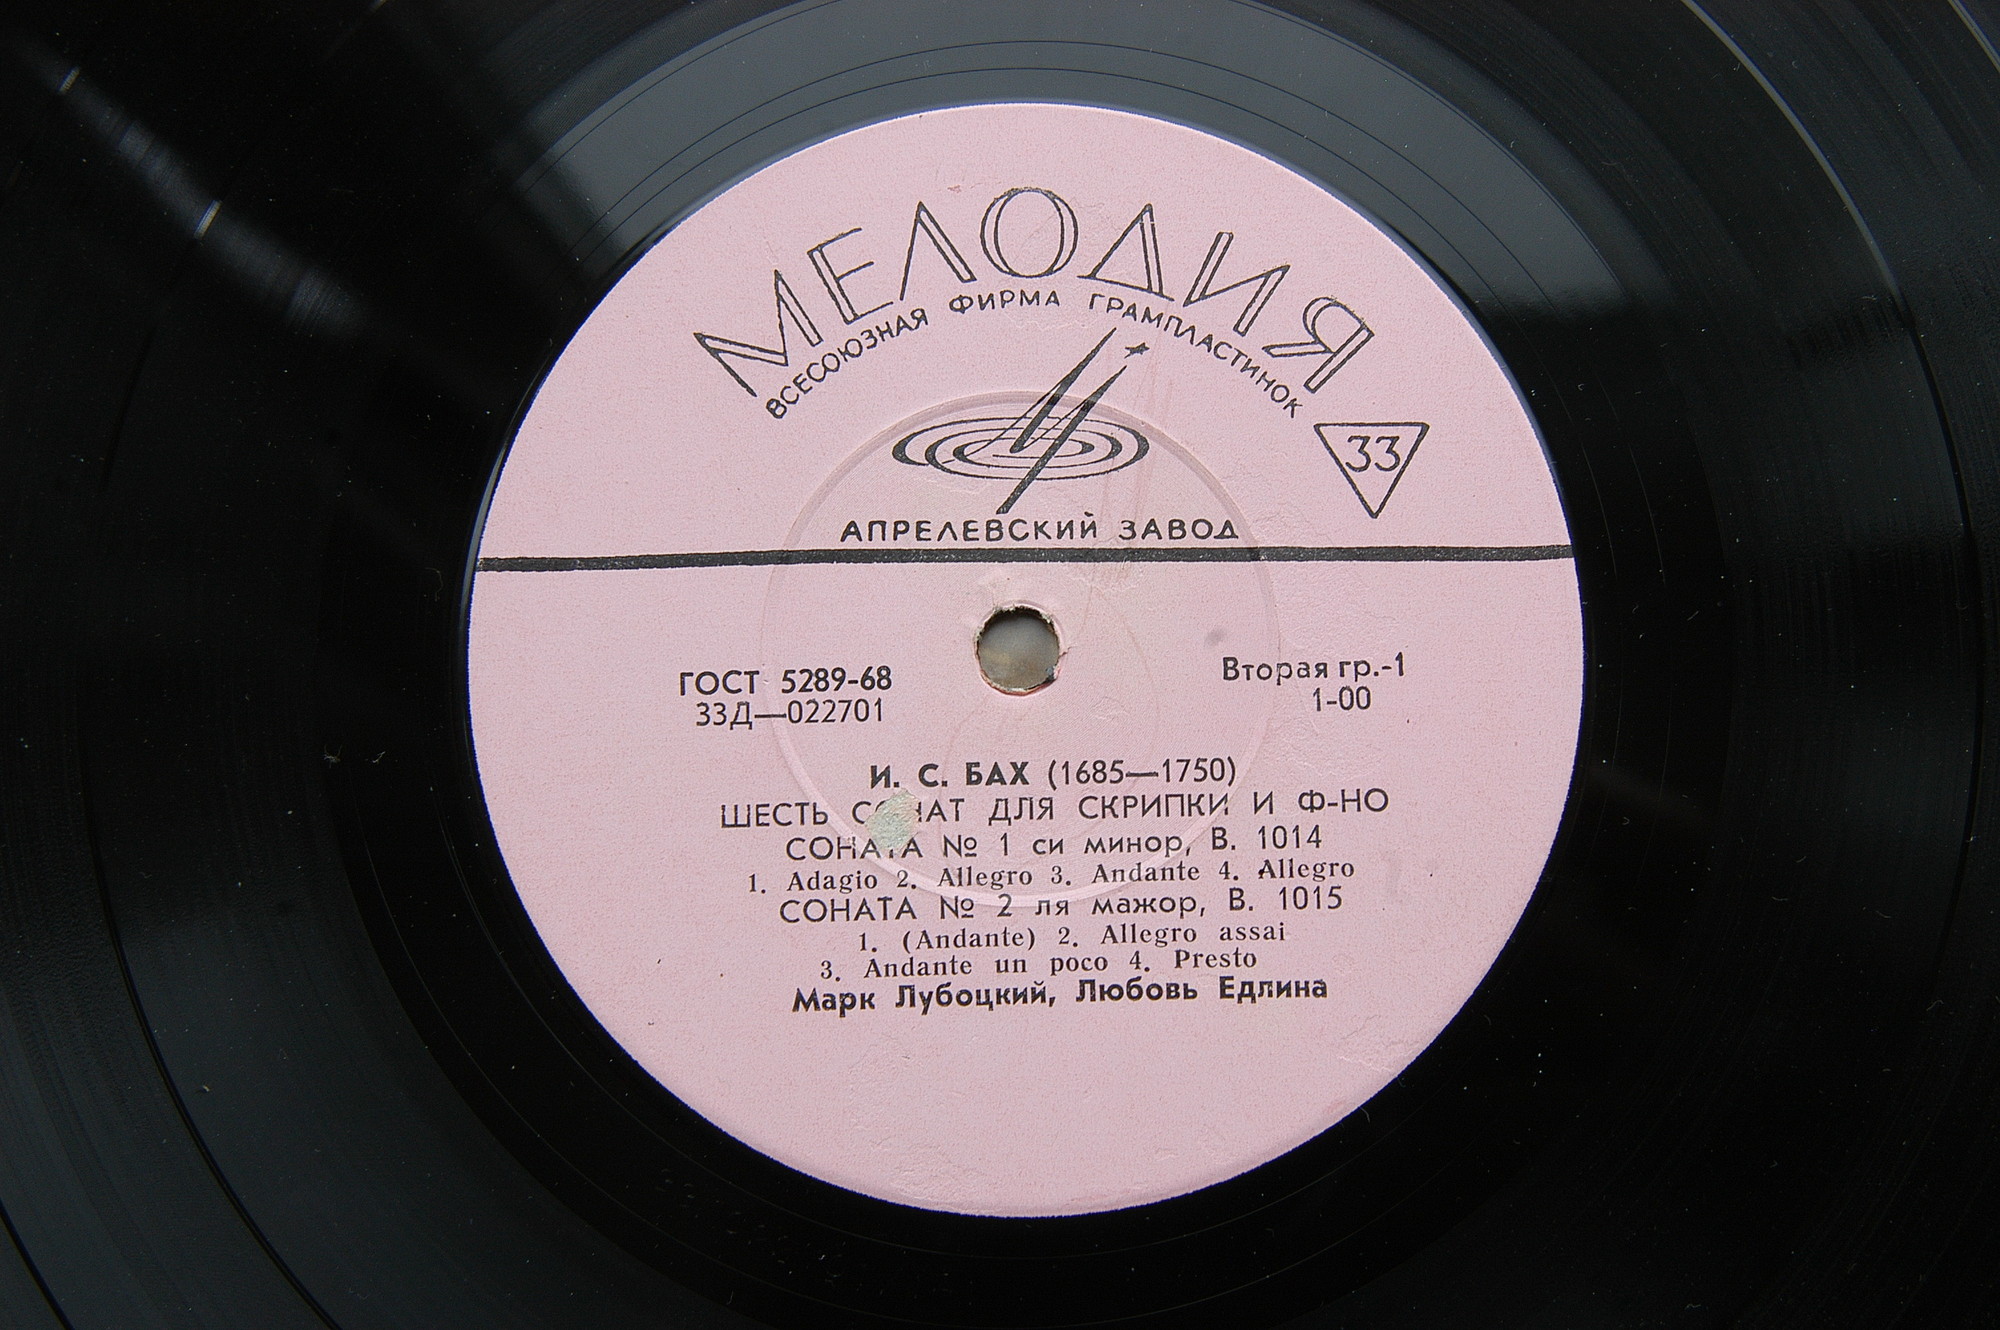 МЕЛОДИЯ
ВСЕСОЮЗНАЯ ФИРМА ГРАМПЛАСТИНОК
33
АПРЕЛЕВСКИЙ ЗАВОД
ГОСТ 5289-68
33Д—022701
Вторая гр.-1
1-00
И. С. БАХ (1685—1750)
ШЕСТЬ СОНАТ ДЛЯ СКРИПКИ И Ф-НО
СОНАТА № 1 си минор, В. 1014
1. Adagio 2. Allegro 3. Andante 4. Allegro
СОНАТА № 2 ля мажор, В. 1015
1. (Andante) 2. Allegro assai
3. Andante un poco 4. Presto
Марк Лубоцкий, Любовь Едлина